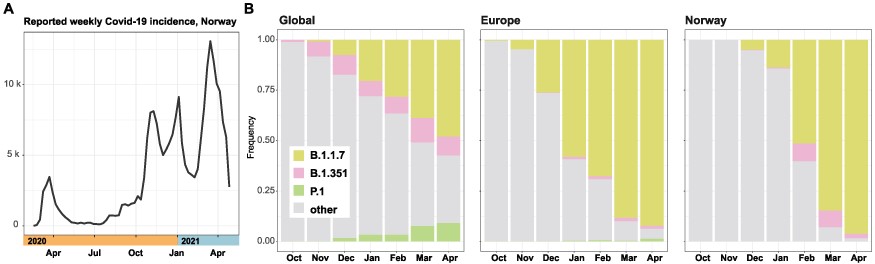 A
Reported weekly Covid-19 incidence, Norway
10 k
5 k
0
2020 2021
Apr Jul Oct Jan Apr
B
Global Europe Norway
Frequency
1.00
0.75
0.50
0.25
0.00
B.1.1.7
B.1.351
P.1
other
Oct Nov Dec Jan Feb Mar Apr
Oct Nov Dec Jan Feb Mar Apr
Oct Nov Dec Jan Feb Mar Apr